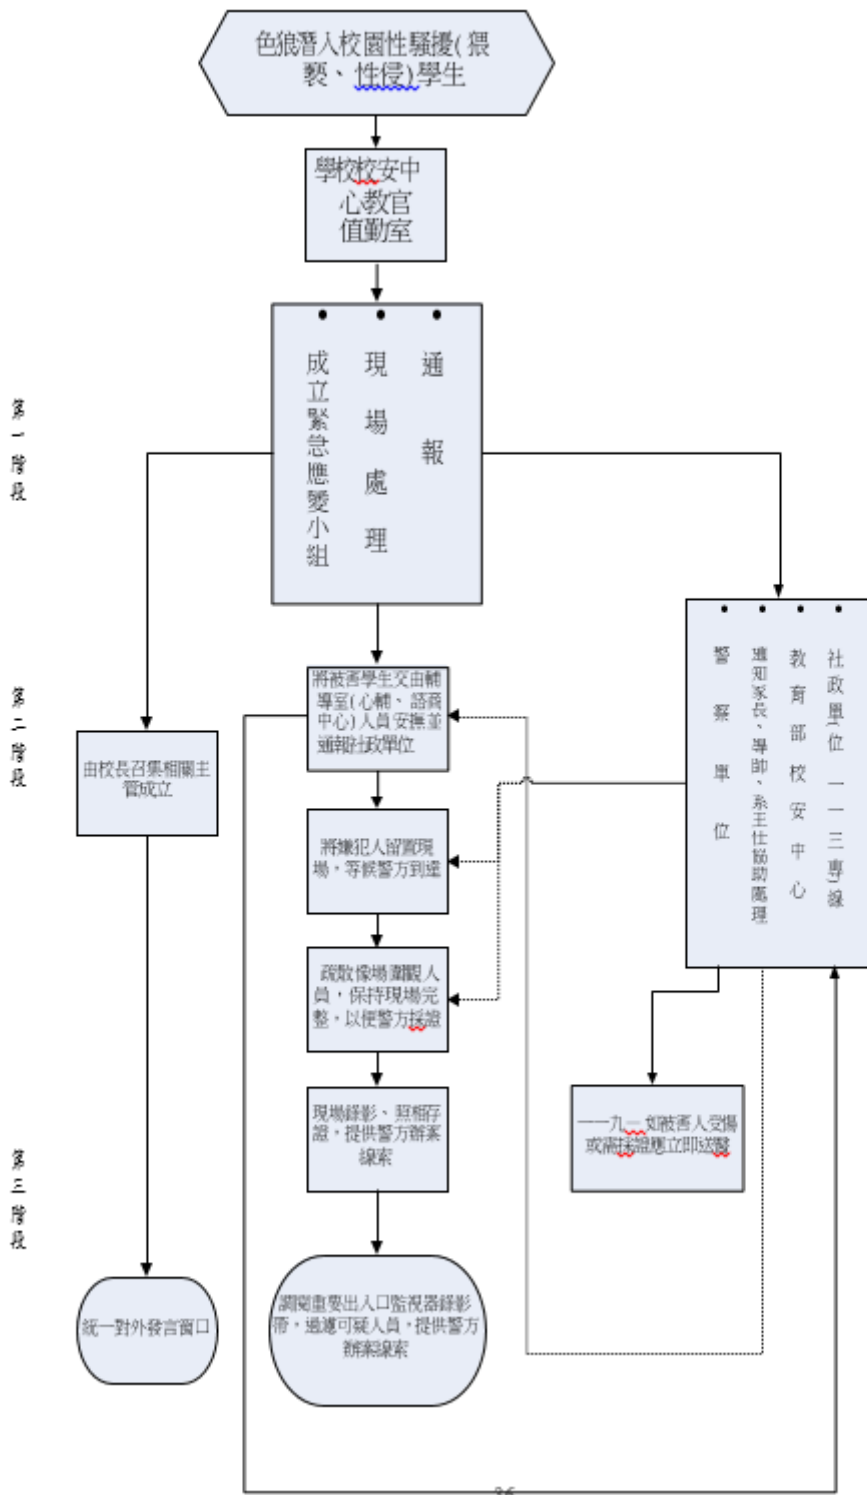 色狼潛入校園性騷擾(猥
褻、性侵)學生
學校校安中
心教官
值勤室
第一階段
通報
現場處理
成立緊急應變小組
第二階段
社政單位一一三專線
教育部校安中心
通知家長、導師、系主任協助處理
警察單位
將被害學生交由輔
導室(心輔、諮商
中心)人員安撫並
通報社政單位
由校長召集相關主
管成立
將嫌犯人留置現
場，等候警方到達
疏散像場圍觀人
員，保持現場完
整，以便警方採證
現場錄影、照相存
證，提供警方辦案
線索
一一九—如被害人受傷
或需採證應立即送醫
第三階段
統一對外發言窗口
調閱重要出入口監視器錄影
帶，過濾可疑人員，提供警方
辦案線索
36